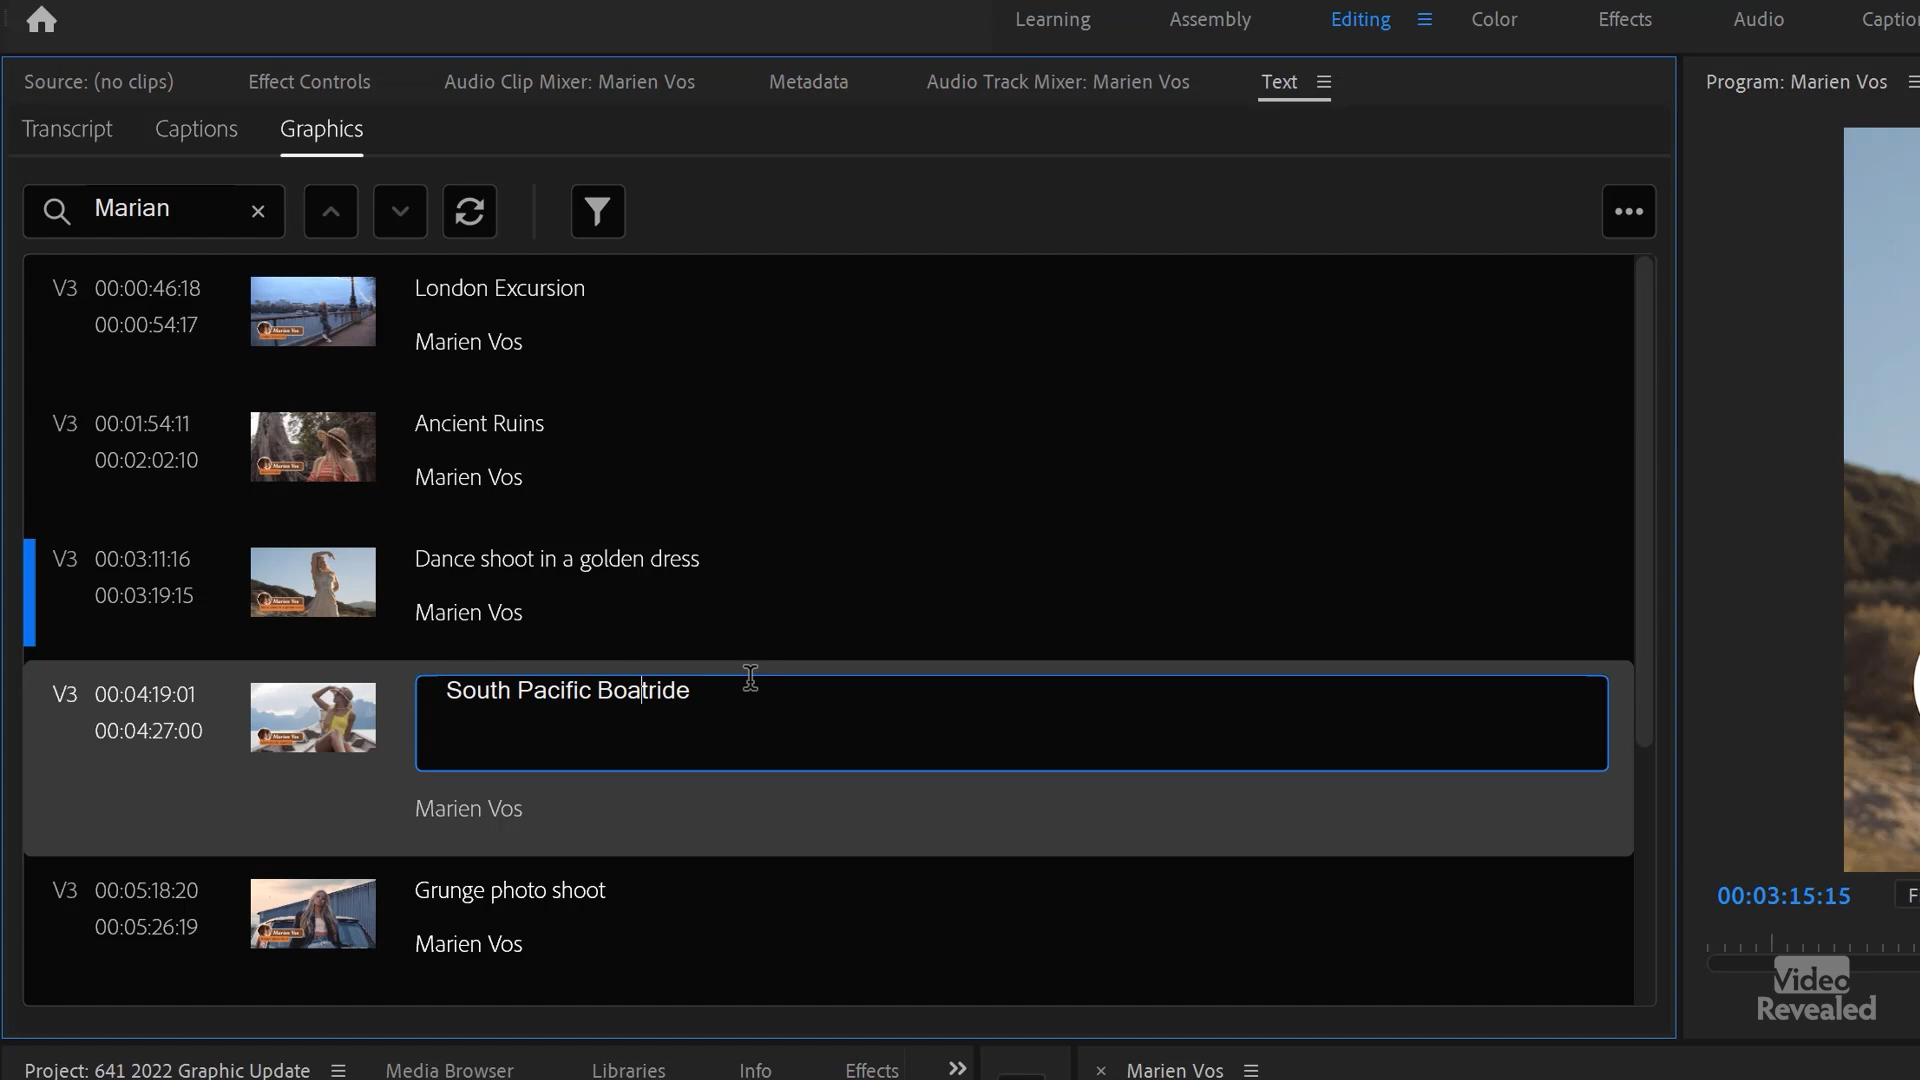 Learning Assembly Editing Color Effects Audio Captio
Source: (no clips) Effect Controls Audio Clip Mixer: Marien Vos Metadata Audio Track Mixer: Marien Vos Text Program: Marien Vos
Transcript Captions Graphics
Marian
V3 00:00:46:18 London Excursion
00:00:54:17
Marien Vos
V3 00:01:54:11 Ancient Ruins
00:02:02:10
Marien Vos
V3 00:03:11:16 Dance shoot in a golden dress
00:03:19:15
Marien Vos
V3 00:04:19:01 South Pacific Boatride
00:04:27:00
Marien Vos
V3 00:05:18:20 Grunge photo shoot
00:05:26:19
Marien Vos
00:03:15:15
Video
Revealed
Project: 641 2022 Graphic Update Media Browser Libraries Info Effects Marien Vos